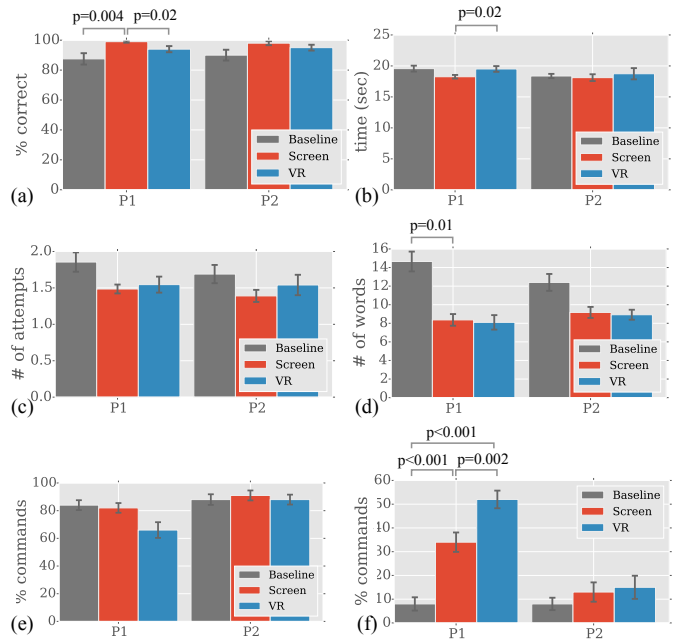 p=0.004 p=0.02
100
80
60
40
20
0
% correct
Baseline
Screen
VR
P1 P2
(a)
p=0.02
25
20
15
10
5
0
time (sec)
Baseline
Screen
VR
P1 P2
(b)
2.0
1.5
1.0
0.5
0.0
# of attempts
Baseline
Screen
VR
P1 P2
(c)
p=0.01
16
14
12
10
8
6
4
2
0
# of words
Baseline
Screen
VR
P1 P2
(d)
100
80
60
40
20
0
% commands
Baseline
Screen
VR
P1 P2
(e)
p<0.001
p<0.001 p=0.002
60
50
40
30
20
10
0
% commands
Baseline
Screen
VR
P1 P2
(f)